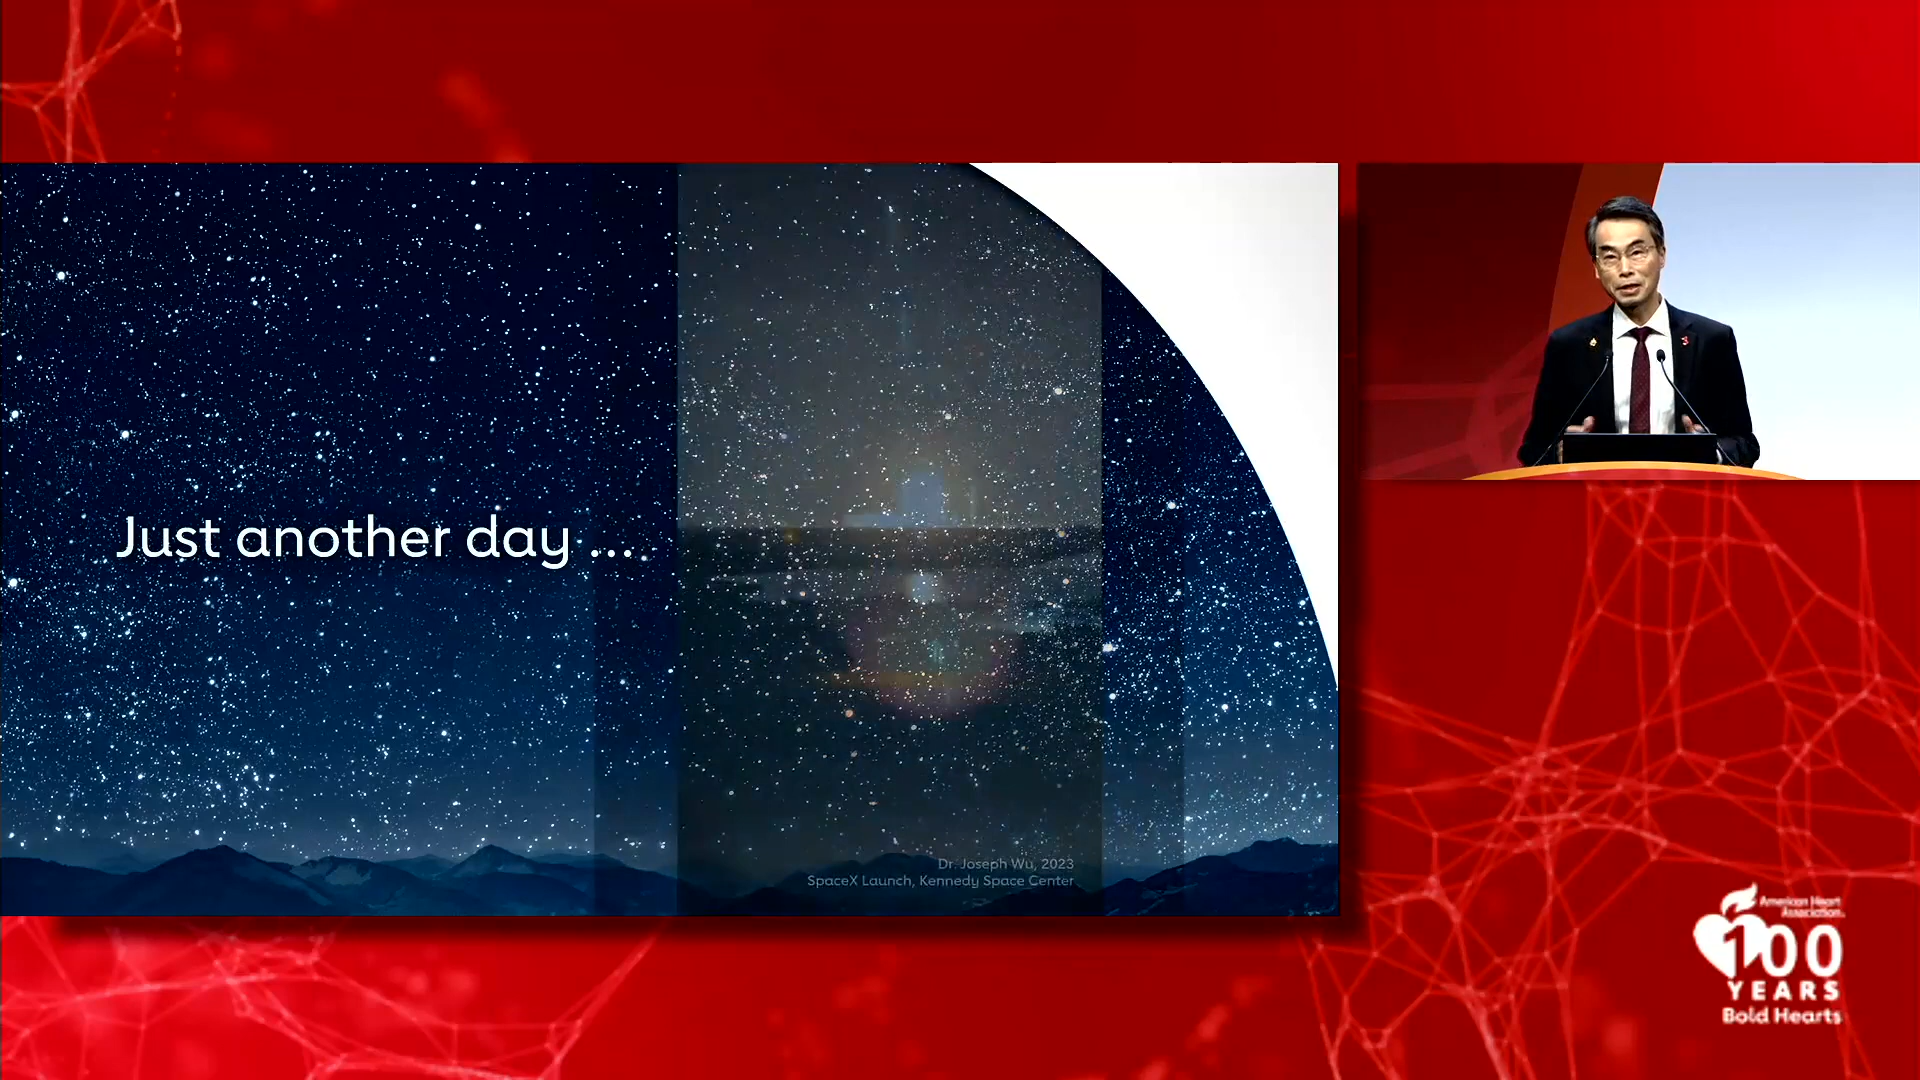 Just another day ...
Dr. Joseph Wu, 2023
SpaceX Launch, Kennedy Space Center
American Heart
Association.
100
YEARS
Bold Hearts